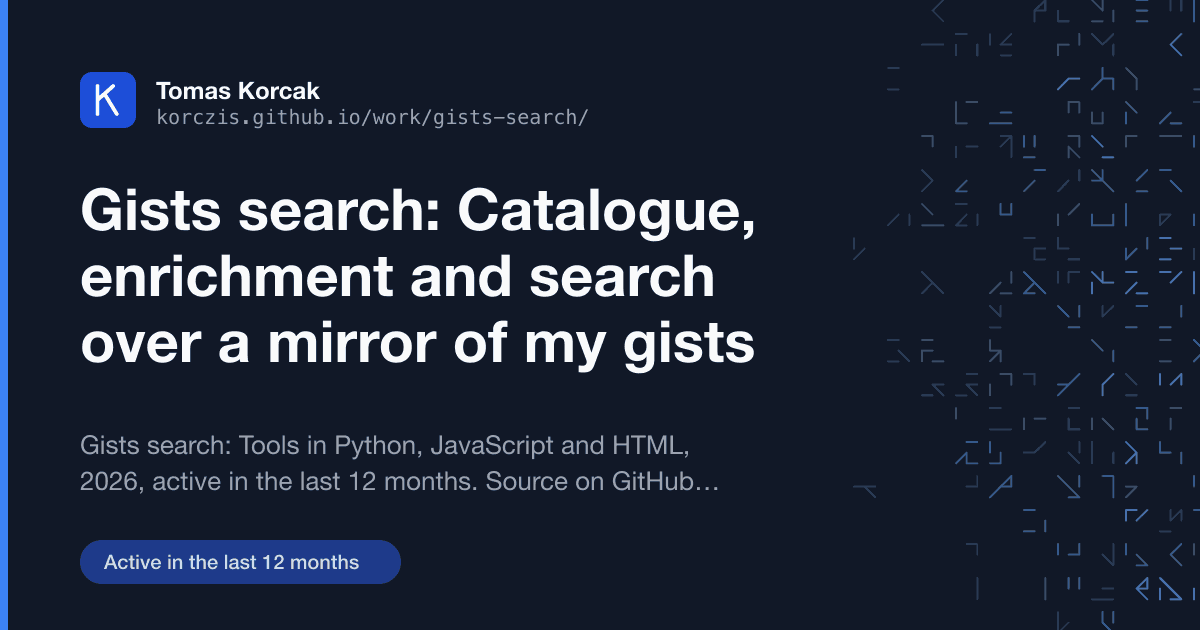 K
Tomas Korcak
korczis.github.io/work/gists-search/
Gists search: Catalogue,
enrichment and search
over a mirror of my gists
Gists search: Tools in Python, JavaScript and HTML,
2026, active in the last 12 months. Source on GitHub…
Active in the last 12 months